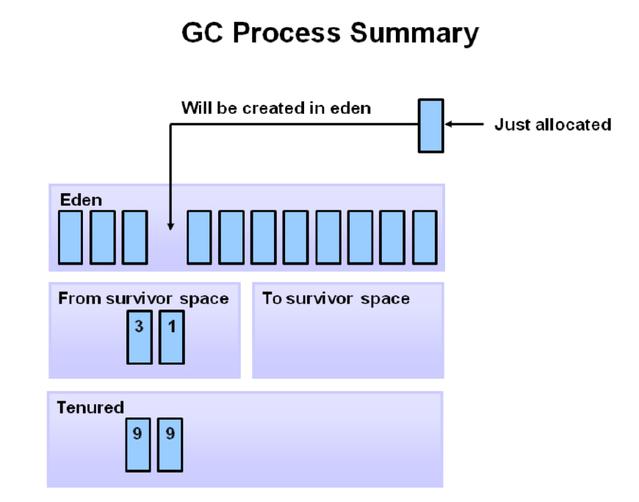 GC Process Summary
Will be created in eden
Just allocated
Eden
From survivor space
To survivor space
3 1
Tenured
9 9